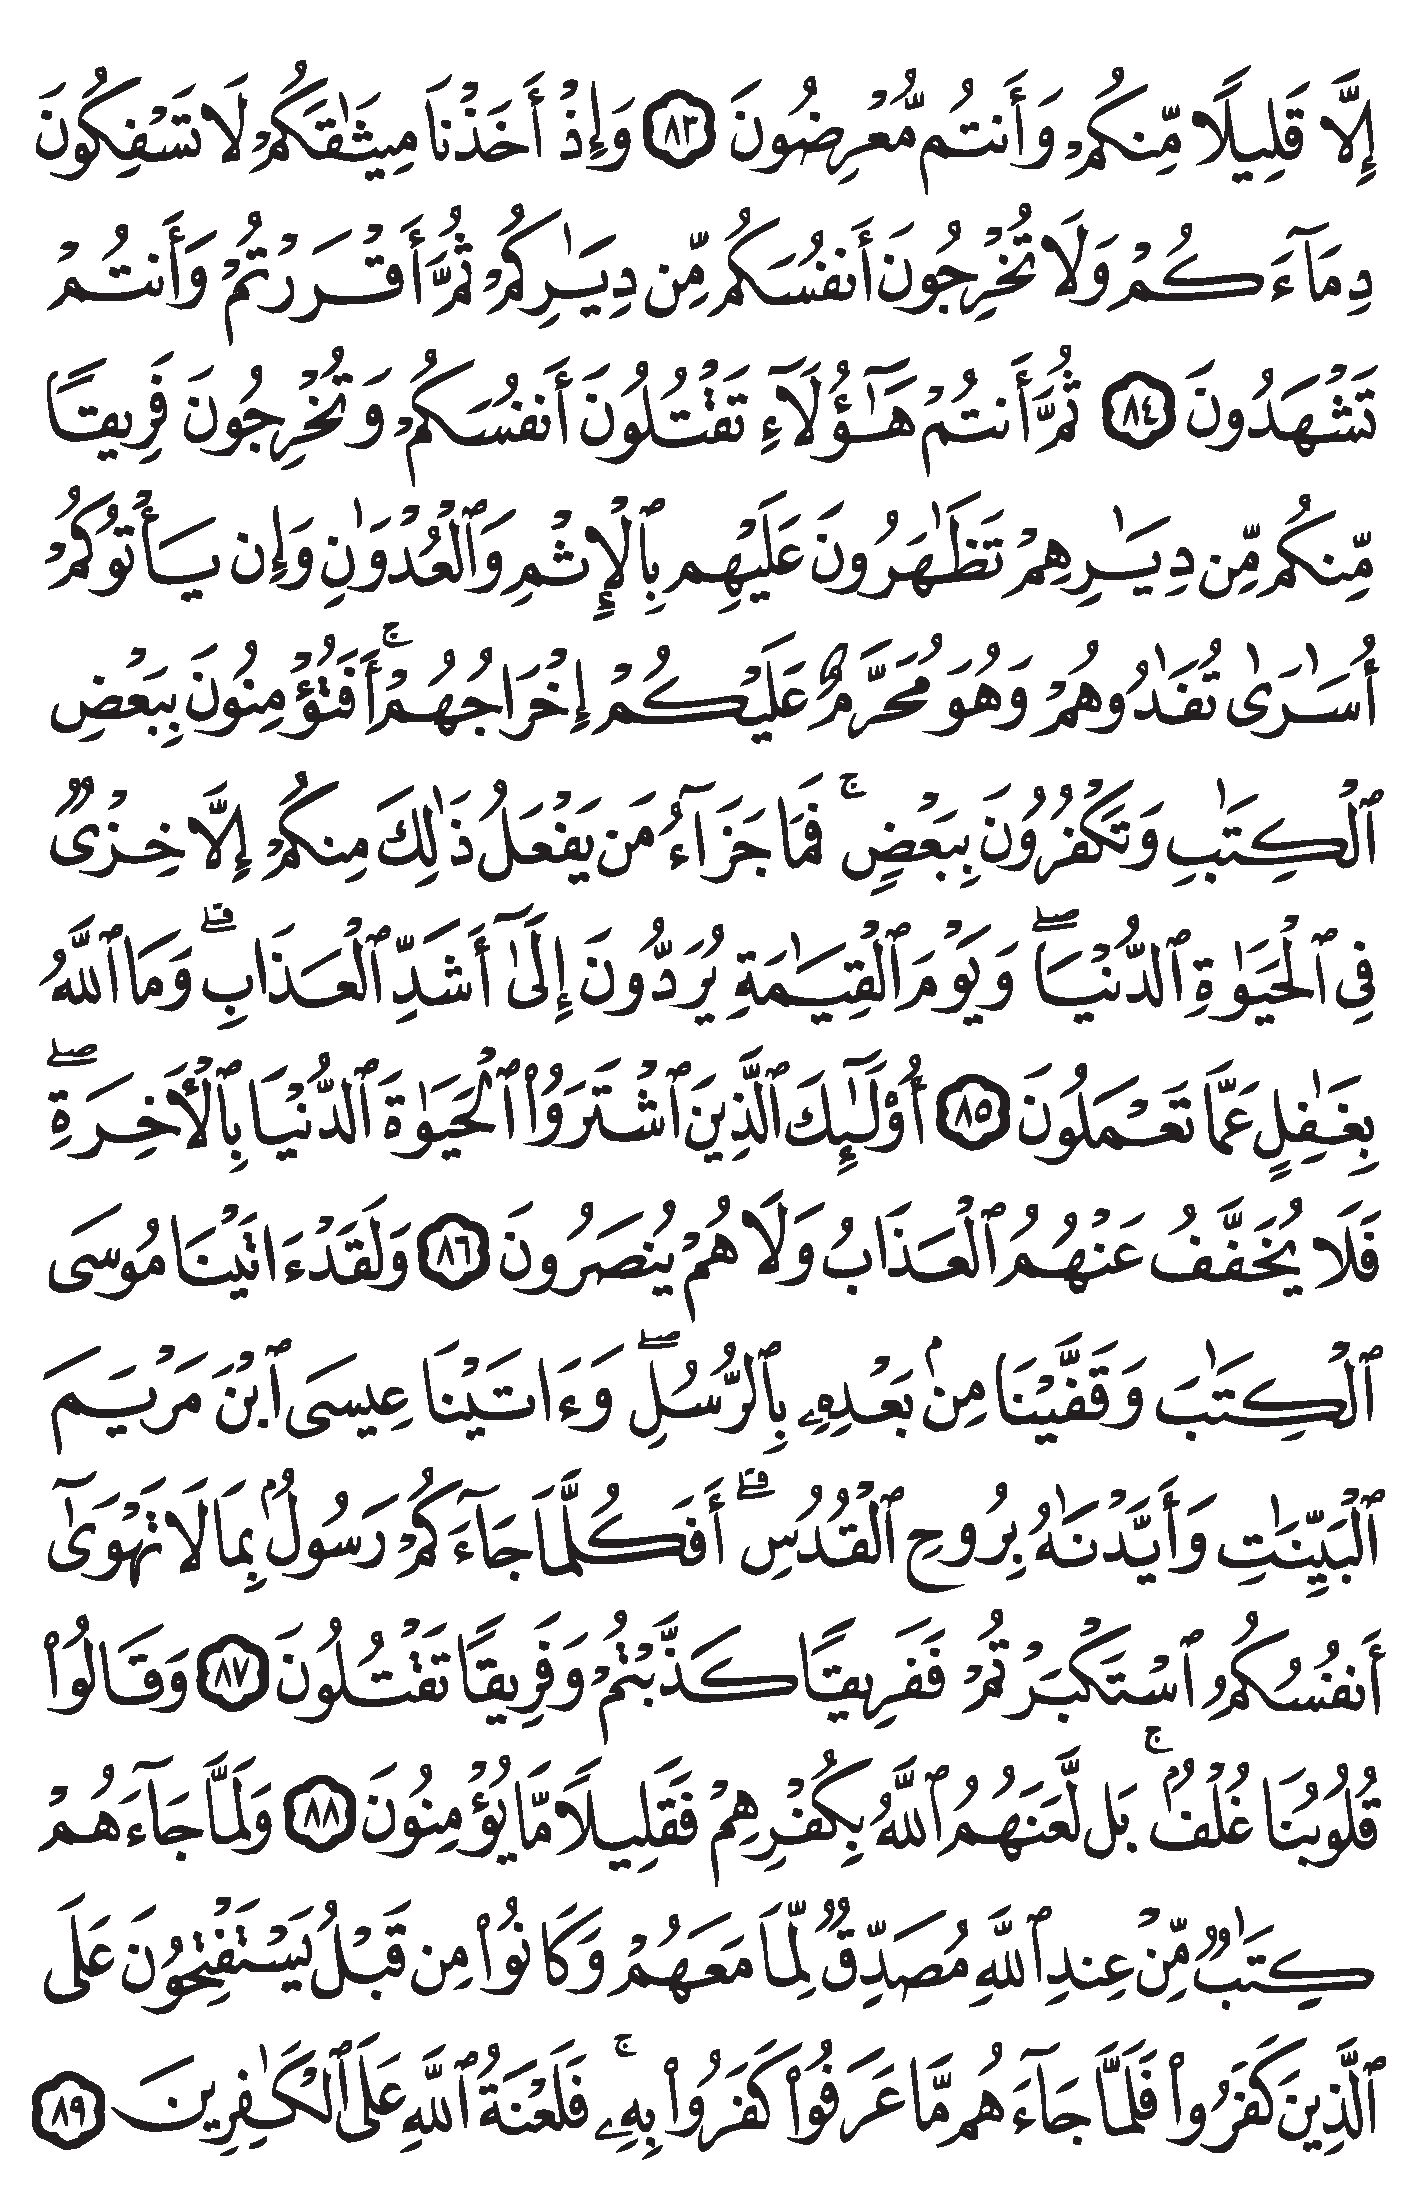 إِلَّا قَلِيلًا مِّنكُمْ وَأَنتُم مُّعْرِضُونَ ٨٣ وَإِذْ أَخَذْنَا مِيثَٰقَكُمْ لَا تَسْفِكُونَ
دِمَآءَكُمْ وَلَا تُخْرِجُونَ أَنفُسَكُم مِّن دِيَٰرِكُمْ ثُمَّ أَقْرَرْتُمْ وَأَنتُمْ
تَشْهَدُونَ ٨٤ ثُمَّ أَنتُمْ هَٰٓؤُلَآءِ تَقْتُلُونَ أَنفُسَكُمْ وَتُخْرِجُونَ فَرِيقًا
مِّنكُم مِّن دِيَٰرِهِمْ تَظَٰهَرُونَ عَلَيْهِم بِٱلْإِثْمِ وَٱلْعُدْوَٰنِ وَإِن يَأْتُوكُمْ
أُسَٰرَىٰ تُفَٰدُوهُمْ وَهُوَ مُحَرَّمٌ عَلَيْكُمْ إِخْرَاجُهُمْ ۚ أَفَتُؤْمِنُونَ بِبَعْضِ
ٱلْكِتَٰبِ وَتَكْفُرُونَ بِبَعْضٍ ۚ فَمَا جَزَآءُ مَن يَفْعَلُ ذَٰلِكَ مِنكُمْ إِلَّا خِزْىٌ
فِى ٱلْحَيَوٰةِ ٱلدُّنْيَا ۖ وَيَوْمَ ٱلْقِيَٰمَةِ يُرَدُّونَ إِلَىٰٓ أَشَدِّ ٱلْعَذَابِ ۗ وَمَا ٱللَّهُ
بِغَٰفِلٍ عَمَّا تَعْمَلُونَ ٨٥ أُو۟لَٰٓئِكَ ٱلَّذِينَ ٱشْتَرَوُا۟ ٱلْحَيَوٰةَ ٱلدُّنْيَا بِٱلْأَخِرَةِ ۖ
فَلَا يُخَفَّفُ عَنْهُمُ ٱلْعَذَابُ وَلَا هُمْ يُنصَرُونَ ٨٦ وَلَقَدْ ءَاتَيْنَا مُوسَى
ٱلْكِتَٰبَ وَقَفَّيْنَا مِنۢ بَعْدِهِۦ بِٱلرُّسُلِ ۖ وَءَاتَيْنَا عِيسَى ٱبْنَ مَرْيَمَ
ٱلْبَيِّنَٰتِ وَأَيَّدْنَٰهُ بِرُوحِ ٱلْقُدُسِ ۗ أَفَكُلَّمَا جَآءَكُمْ رَسُولٌۢ بِمَا لَا تَهْوَىٰٓ
أَنفُسُكُمُ ٱسْتَكْبَرْتُمْ فَفَرِيقًا كَذَّبْتُمْ وَفَرِيقًا تَقْتُلُونَ ٨٧ وَقَالُوا۟
قُلُوبُنَا غُلْفٌۢ ۚ بَل لَّعَنَهُمُ ٱللَّهُ بِكُفْرِهِمْ فَقَلِيلًا مَّا يُؤْمِنُونَ ٨٨ وَلَمَّا جَآءَهُمْ
كِتَٰبٌ مِّنْ عِندِ ٱللَّهِ مُصَدِّقٌ لِّمَا مَعَهُمْ وَكَانُوا۟ مِن قَبْلُ يَسْتَفْتِحُونَ عَلَى
ٱلَّذِينَ كَفَرُوا۟ فَلَمَّا جَآءَهُم مَّا عَرَفُوا۟ كَفَرُوا۟ بِهِۦ ۚ فَلَعْنَةُ ٱللَّهِ عَلَى ٱلْكَٰفِرِينَ ٨٩